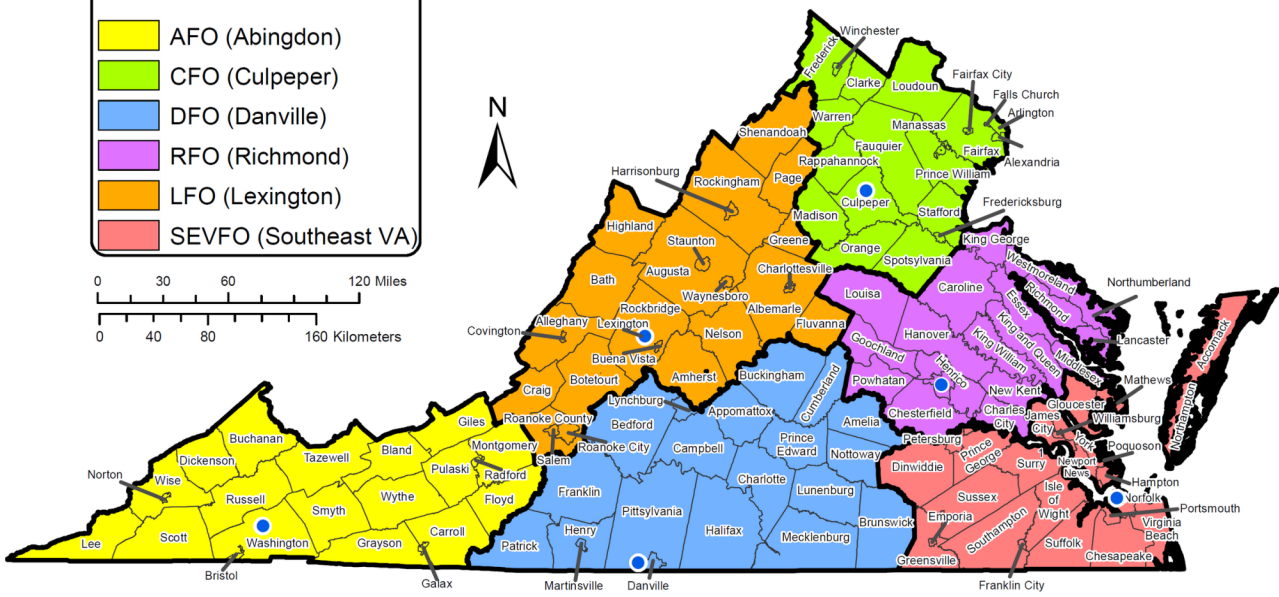 AFO (Abingdon)
CFO (Culpeper)
DFO (Danville)
RFO (Richmond)
LFO (Lexington)
SEVFO (Southeast VA)
0 30 60 120 Miles
0 40 80 160 Kilometers
N
Winchester
Frederick
Clarke
Loudoun
Fairfax City
Falls Church
Arlington
Warren
Manassas
Fairfax
Alexandria
Shenandoah
Fauquier
Rappahannock
Harrisonburg
Rockingham
Page
Prince William
Culpeper
Fredericksburg
Madison
Stafford
Highland
Greene
Orange
Spotsylvania
King George
Staunton
Augusta
Charlottesville
Westmoreland
Northumberland
Bath
Waynesboro
Louisa
Caroline
Essex
Richmond
Rockbridge
Albemarle
Alleghany
Lexington
Nelson
Fluvanna
Hanover
King and Queen
King William
Lancaster
Covington
Goochland
Middlesex
Buena Vista
Henrico
Mathews
Botetourt
Amherst
Buckingham
Cumberland
Powhatan
New Kent
Craig
Gloucester
Williamsburg
Lynchburg
Appomattox
Chesterfield
Charles
City
James
City
Roanoke County
Bedford
Amelia
Giles
Petersburg
York
Poquoson
Northampton
Accomack
Buchanan
Montgomery
Salem
Roanoke City
Campbell
Prince
Edward
Nottoway
Prince
George
Dickenson
Tazewell
Bland
Pulaski
Radford
Dinwiddie
Surry
1
Newport
News
Norton
Wise
Charlotte
Hampton
Russell
Wythe
Floyd
Franklin
Lunenburg
Sussex
Isle
of
Wight
Norfolk
Smyth
Pittsylvania
Portsmouth
Scott
Washington
Carroll
Henry
Halifax
Mecklenburg
Brunswick
Emporia
Southampton
Virginia
Beach
Lee
Grayson
Patrick
Suffolk
Chesapeake
Greensville
Bristol
Galax
Martinsville
Danville
Franklin City